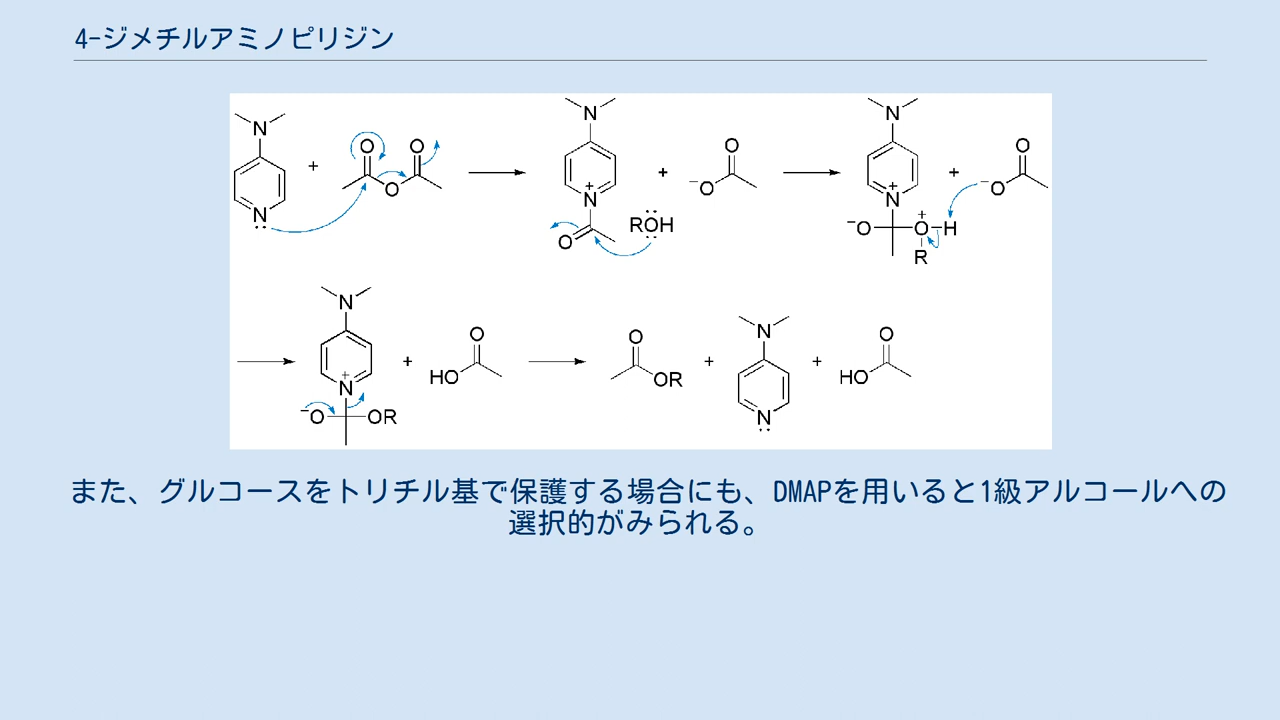 4-ジメチルアミノピリジン
N + O O O N + N + O ⁻O N + N + O ⁻O
O ROH ⁻O O + H R
N + N ⁻O OR + O HO O OR + N N + O HO
また、グルコースをトリチル基で保護する場合にも、DMAPを用いると1級アルコールへの
選択的がみられる。